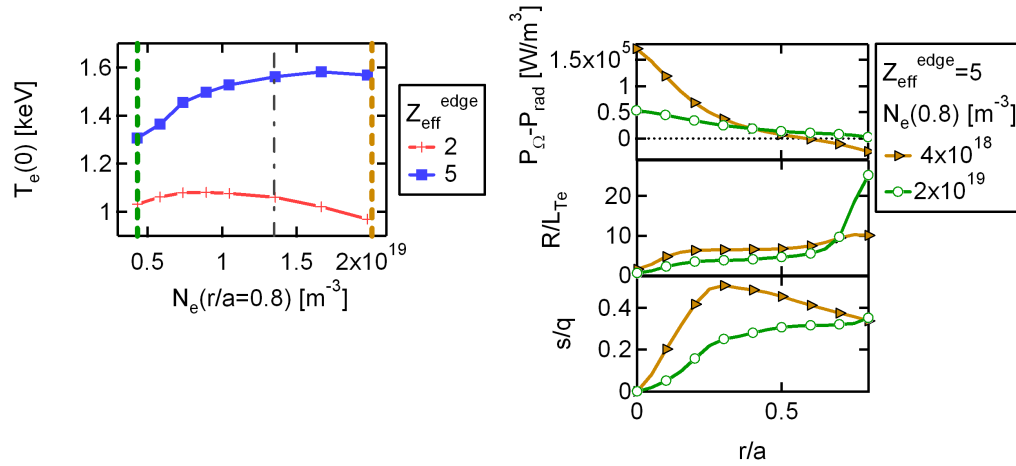 T_e(0) [keV]
1.6
1.4
1.2
1
0.5
1
1.5
2x10^19
N_e(r/a=0.8) [m^-3]
Z_eff^edge
2
5
P_Ω-P_rad [W/m^3]
1.5x10^5
1
0.5
0
R/L_Te
20
10
0
s/q
0.4
0.2
0
0
0.5
r/a
Z_eff^edge=5
N_e(0.8) [m^-3]
4x10^18
2x10^19